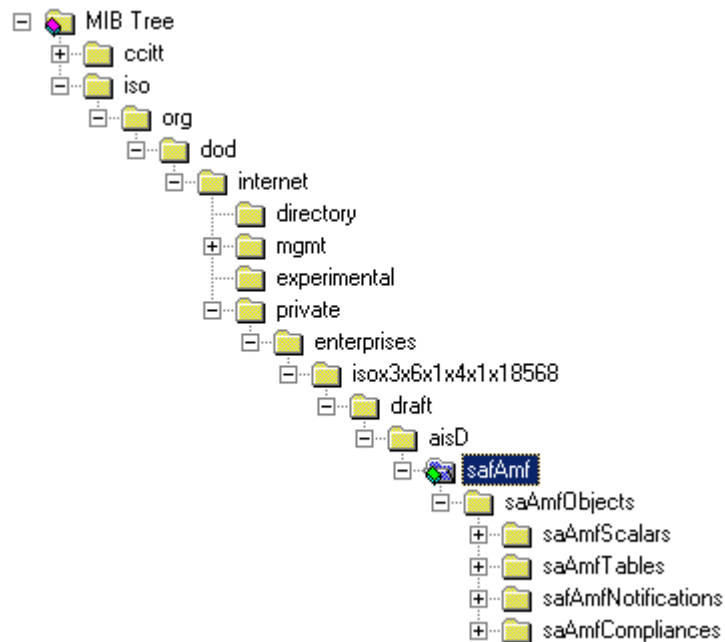 MIB Tree
ccitt
iso
org
dod
internet
directory
mgmt
experimental
private
enterprises
isox3x6x1x4x1x18568
draft
aisD
safAmf
saAmfObjects
saAmfScalars
saAmfTables
safAmfNotifications
saAmfCompliances